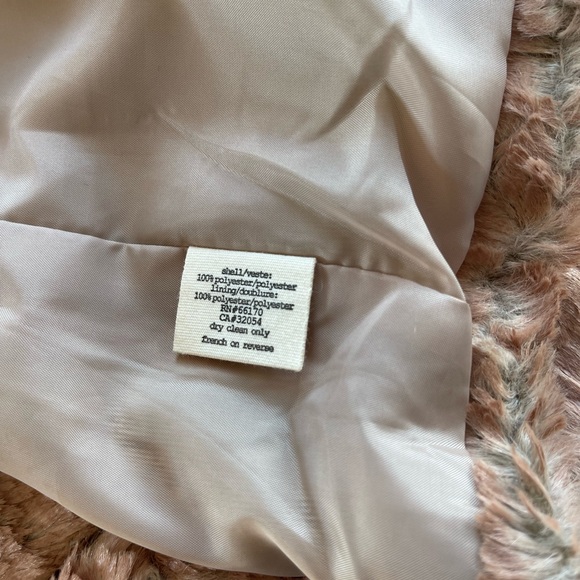 shell/veste:
100% polyester/polyester
lining/doublure:
100% polyester/polyester
RN#66170
CA#32054
dry clean only
french on reverse